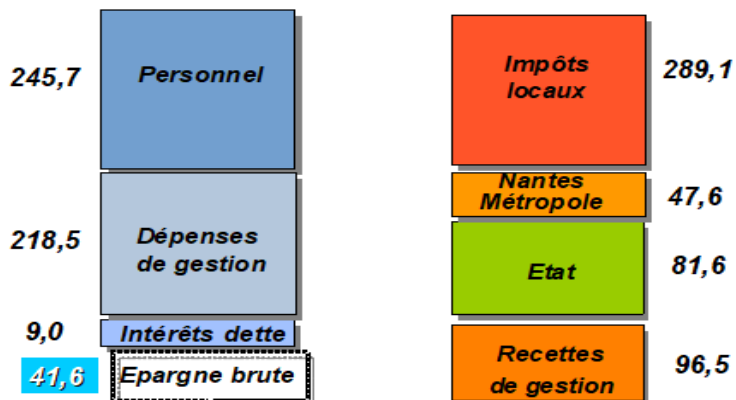 245,7
Personnel
218,5
Dépenses
de gestion
9,0
Intérêts dette
41,6
Epargne brute
Impôts
locaux
289,1
Nantes
Métropole
47,6
Etat
81,6
Recettes
de gestion
96,5